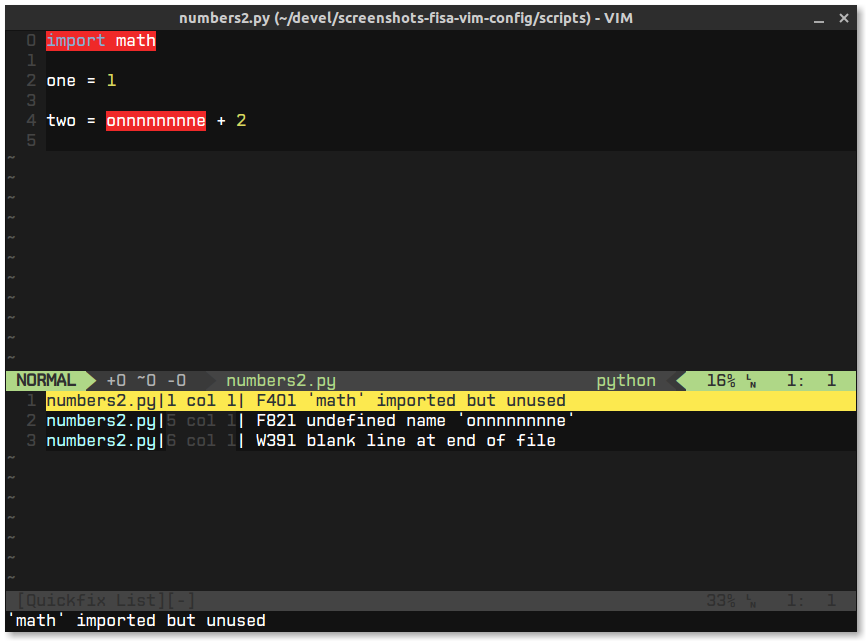 numbers2.py (~/devel/screenshots-fisa-vim-config/scripts) - VIM
0 import math
1
2 one = 1
3
4 two = onnnnnnnne + 2
5
~
~
~
~
~
~
~
~
~
~
~
NORMAL +0 ~0 -0 numbers2.py python 16% ␤ 1: 1
1 numbers2.py|1 col 1| F401 'math' imported but unused
2 numbers2.py|5 col 1| F821 undefined name 'onnnnnnnne'
3 numbers2.py|6 col 1| W391 blank line at end of file
~
~
~
~
~
~
~
[Quickfix List][-] 33% ␤ 1: 1
'math' imported but unused